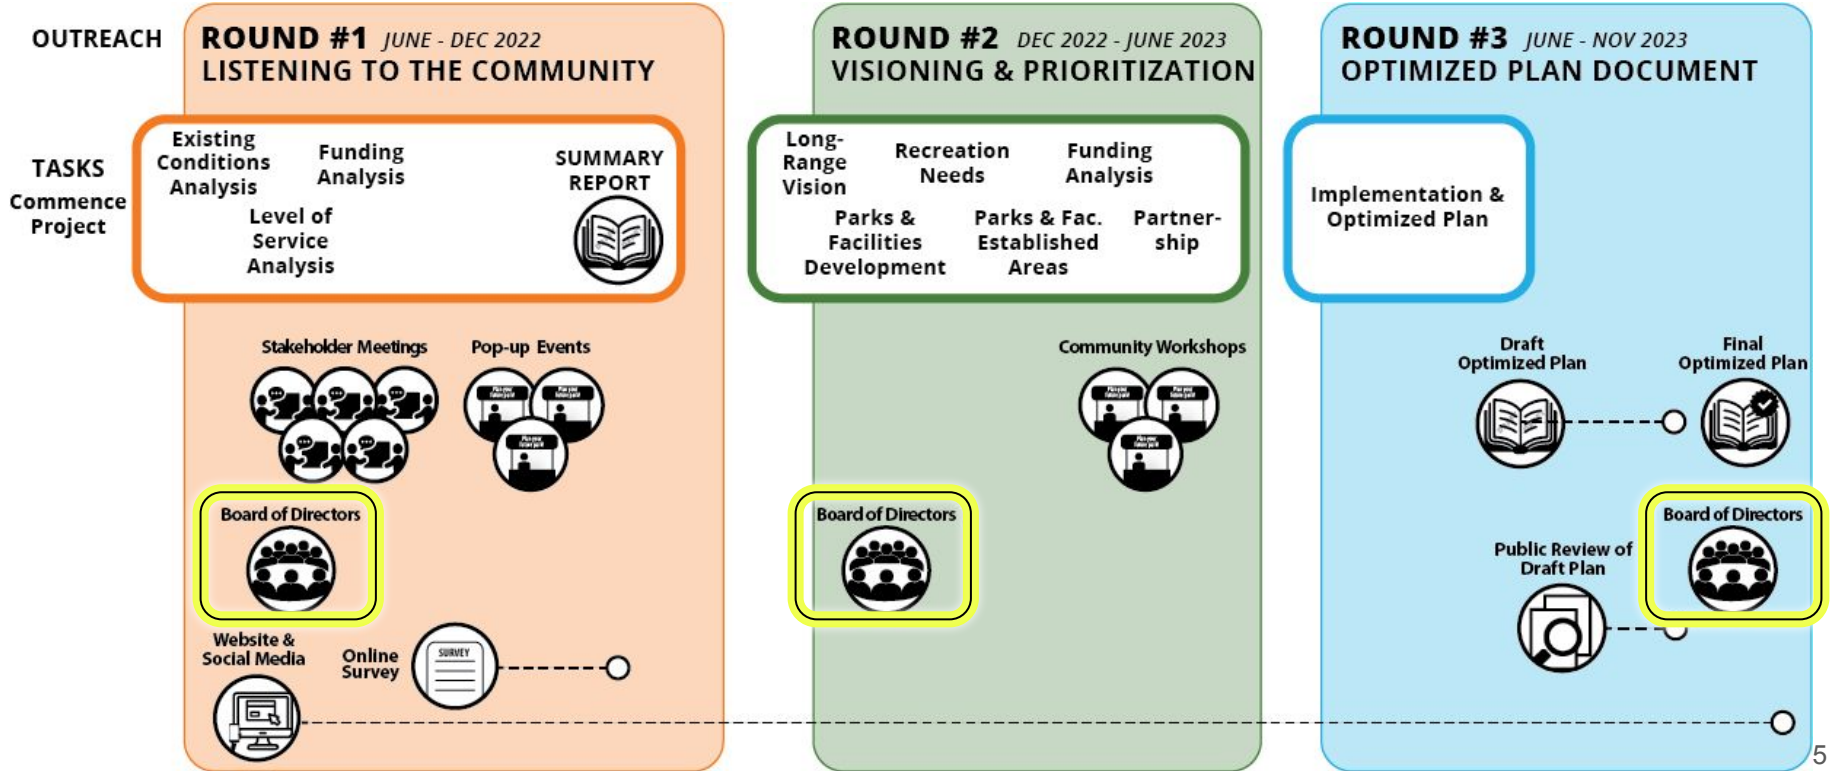 OUTREACH
ROUND #1 JUNE - DEC 2022
LISTENING TO THE COMMUNITY
ROUND #2 DEC 2022 - JUNE 2023
VISIONING & PRIORITIZATION
ROUND #3 JUNE - NOV 2023
OPTIMIZED PLAN DOCUMENT
TASKS
Commence
Project
Existing
Conditions
Analysis
Funding
Analysis
Level of
Service
Analysis
SUMMARY
REPORT
Long-
Range
Vision
Recreation
Needs
Funding
Analysis
Parks &
Facilities
Development
Parks & Fac.
Established
Areas
Partner-
ship
Implementation &
Optimized Plan
Stakeholder Meetings
Pop-up Events
Community Workshops
Draft
Optimized Plan
Final
Optimized Plan
Board of Directors
Board of Directors
Board of Directors
Public Review of
Draft Plan
Website &
Social Media
Online
Survey
SURVEY
5